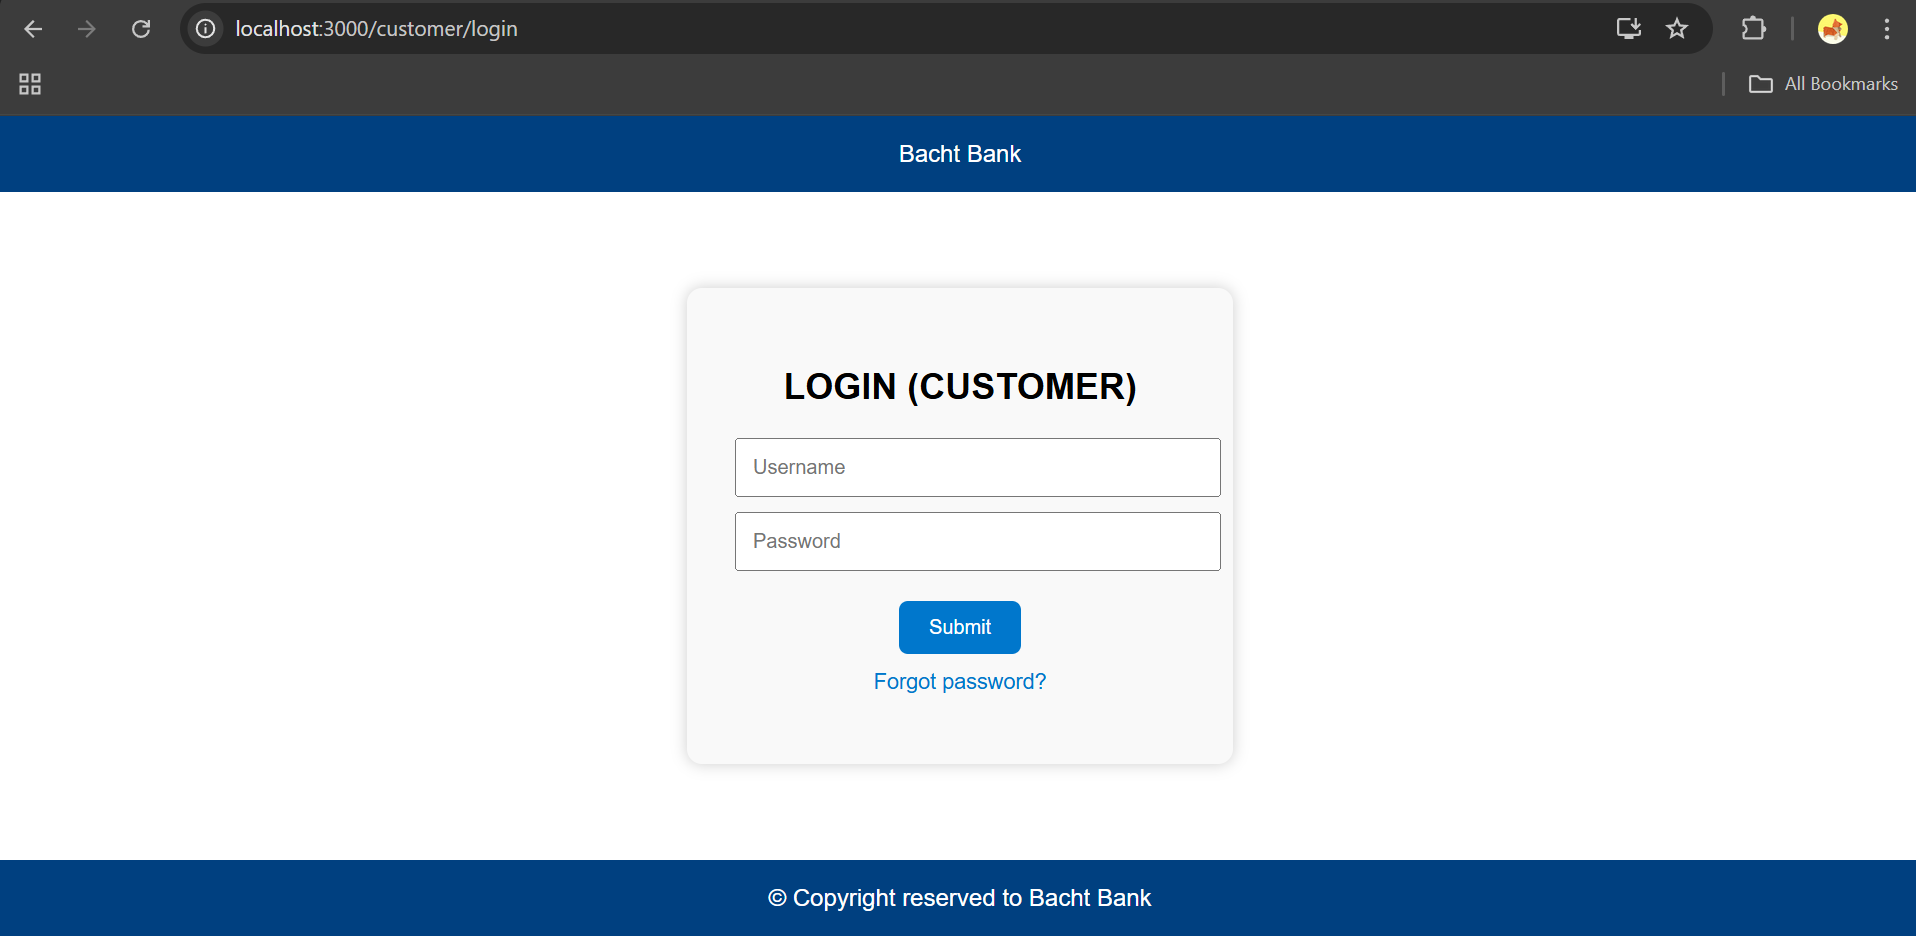 localhost:3000/customer/login
All Bookmarks
Bacht Bank
LOGIN (CUSTOMER)
Username
Password
Submit
Forgot password?
© Copyright reserved to Bacht Bank